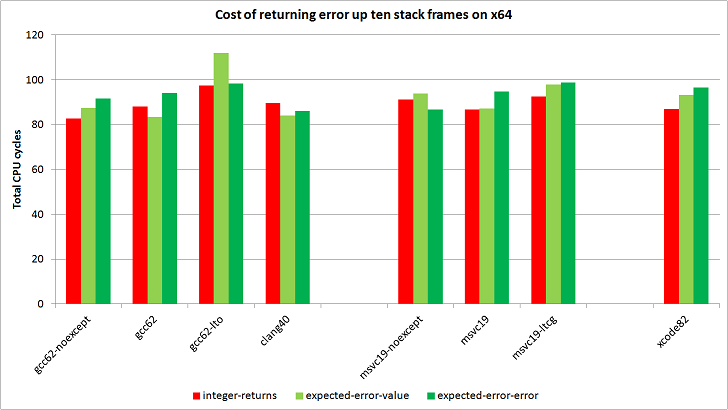 Cost of returning error up ten stack frames on x64
Total CPU cycles
120
100
80
60
40
20
0
gcc62-noexcept
gcc62
gcc62-lto
clang40
msvc19-noexcept
msvc19
msvc19-ltcg
xcode82
integer-returns
expected-error-value
expected-error-error